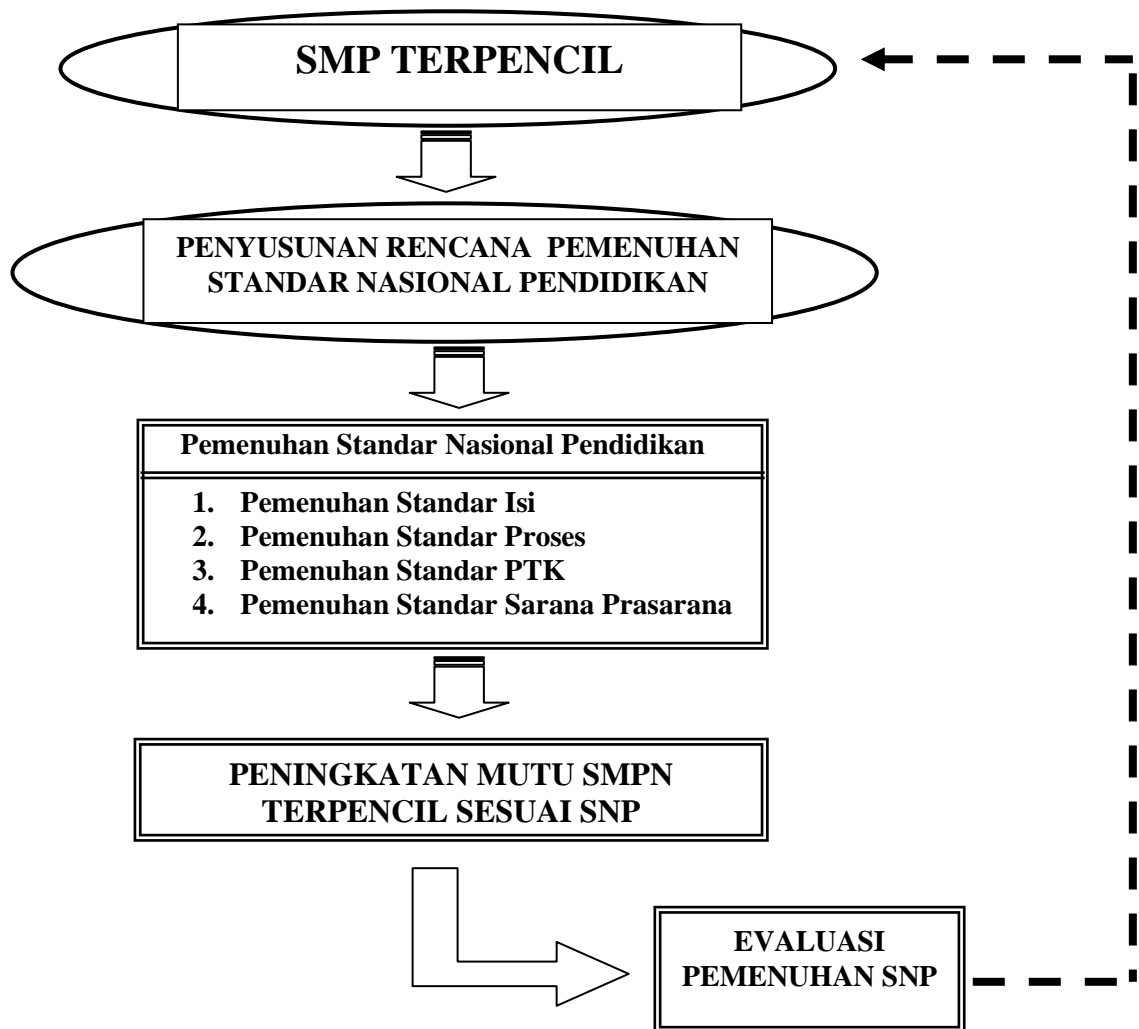 SMP TERPENCIL
PENYUSUNAN RENCANA PEMENUHAN
STANDAR NASIONAL PENDIDIKAN
Pemenuhan Standar Nasional Pendidikan
1. Pemenuhan Standar Isi
2. Pemenuhan Standar Proses
3. Pemenuhan Standar PTK
4. Pemenuhan Standar Sarana Prasarana
PENINGKATAN MUTU SMPN
TERPENCIL SESUAI SNP
EVALUASI
PEMENUHAN SNP